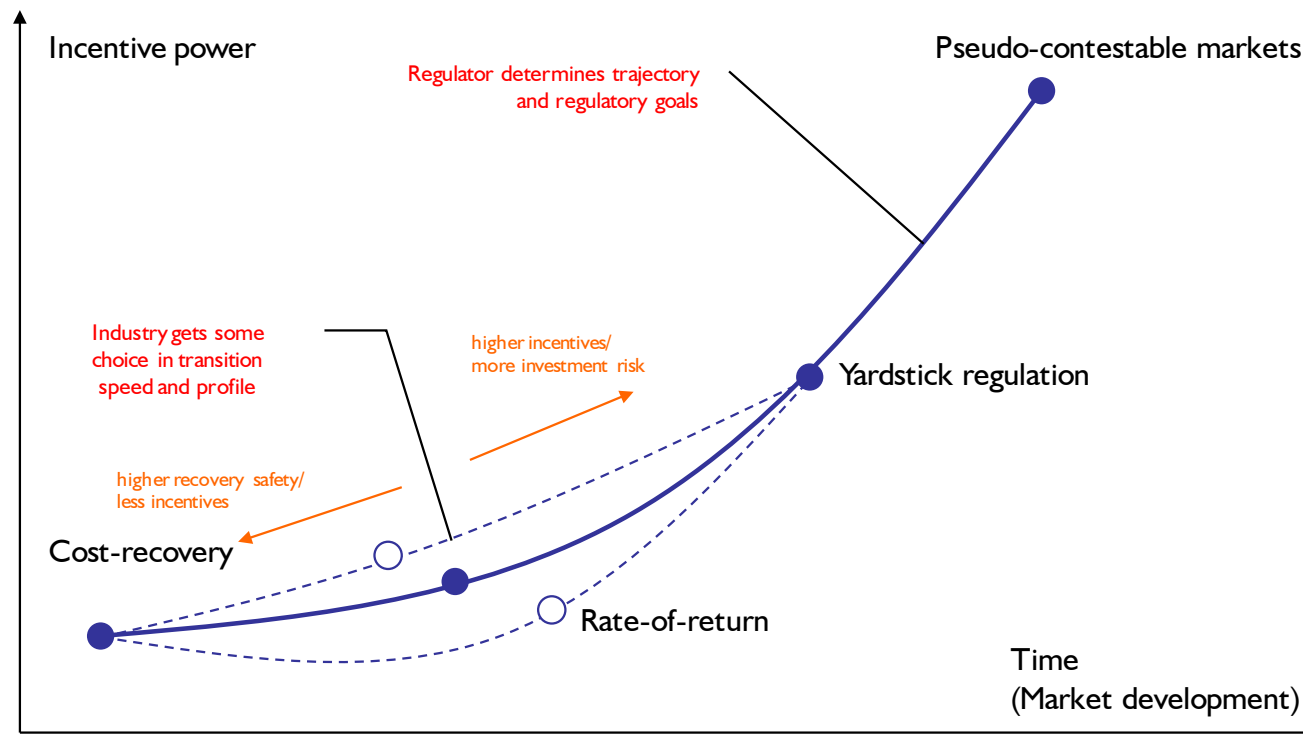 Incentive power
Pseudo-contestable markets
Regulator determines trajectory
and regulatory goals
Industry gets some
choice in transition
speed and profile
higher incentives/
more investment risk
Yardstick regulation
higher recovery safety/
less incentives
Cost-recovery
Rate-of-return
Time
(Market development)